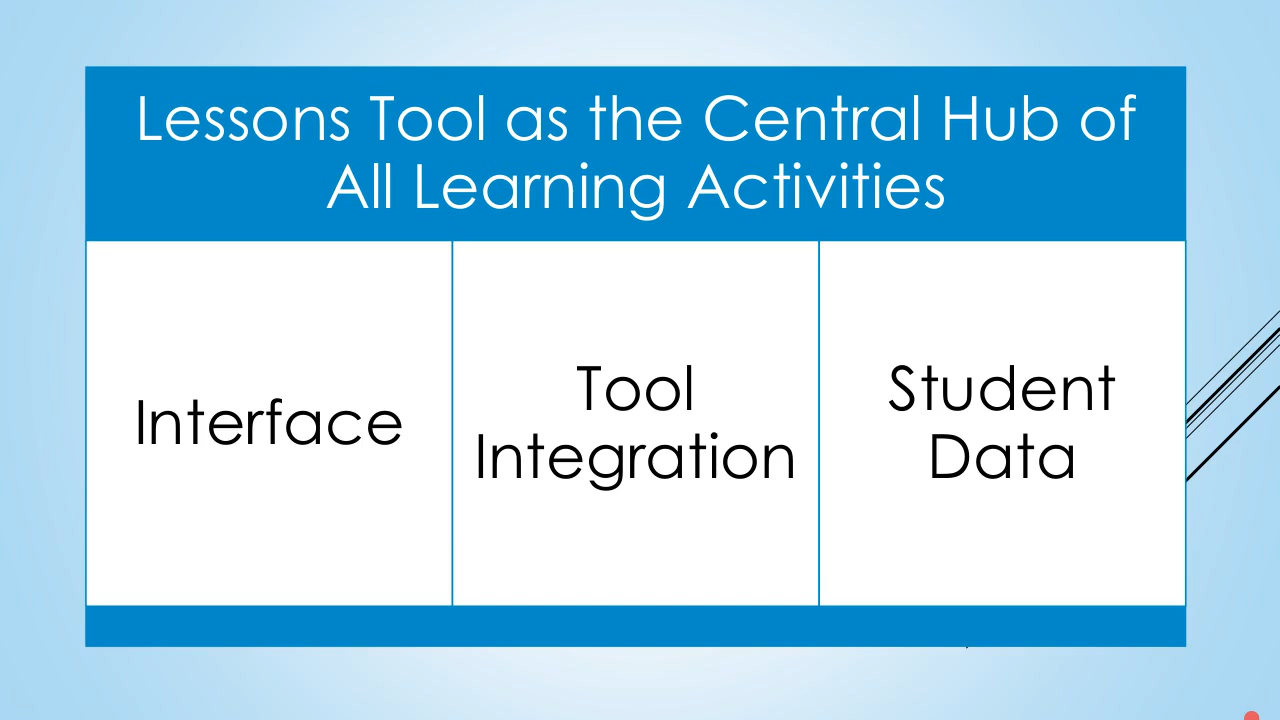 Lessons Tool as the Central Hub of
All Learning Activities
Interface
Tool
Integration
Student
Data